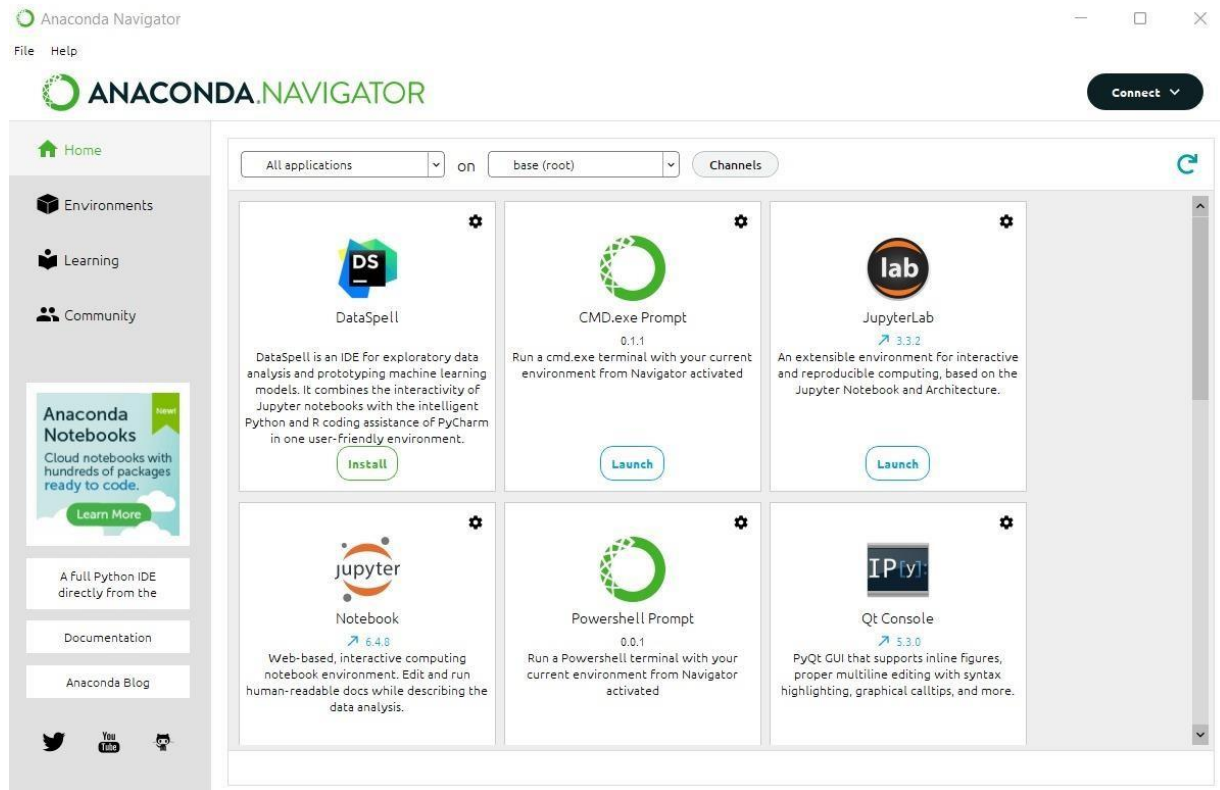 Anaconda Navigator
File Help
ANACONDA.NAVIGATOR
Connect
Home
Environments
Learning
Community
Anaconda
Notebooks
New!
Cloud notebooks with
hundreds of packages
ready to code.
Learn More
A full Python IDE
directly from the
Documentation
Anaconda Blog
You
Tube
All applications on base (root) Channels
DS
DataSpell
DataSpell is an IDE for exploratory data
analysis and prototyping machine learning
models. It combines the interactivity of
Jupyter notebooks with the intelligent
Python and R coding assistance of PyCharm
in one user-friendly environment.
Install
CMD.exe Prompt
0.1.1
Run a cmd.exe terminal with your current
environment from Navigator activated
Launch
lab
JupyterLab
3.3.2
An extensible environment for interactive
and reproducible computing, based on the
Jupyter Notebook and Architecture.
Launch
jupyter
Notebook
6.4.8
Web-based, interactive computing
notebook environment. Edit and run
human-readable docs while describing the
data analysis.
Powershell Prompt
0.0.1
Run a Powershell terminal with your
current environment from Navigator
activated
IP[y]:
Qt Console
5.3.0
PyQt GUI that supports inline figures,
proper multiline editing with syntax
highlighting, graphical calltips, and more.